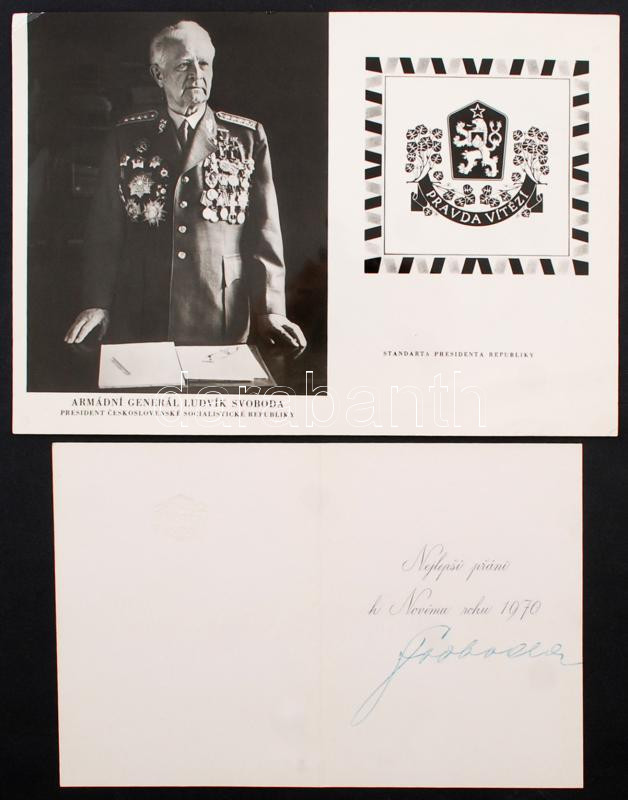 PRAVDA VÍTĚZÍ
STANDARTA PRESIDENTA REPUBLIKY
ARMÁDNÍ GENERÁL LUDVÍK SVOBODA
PRESIDENT ČESKOSLOVENSKÉ SOCIALISTICKÉ REPUBLIKY
darabanth
Nejlepší přání
k Novému roku 1970
Svoboda